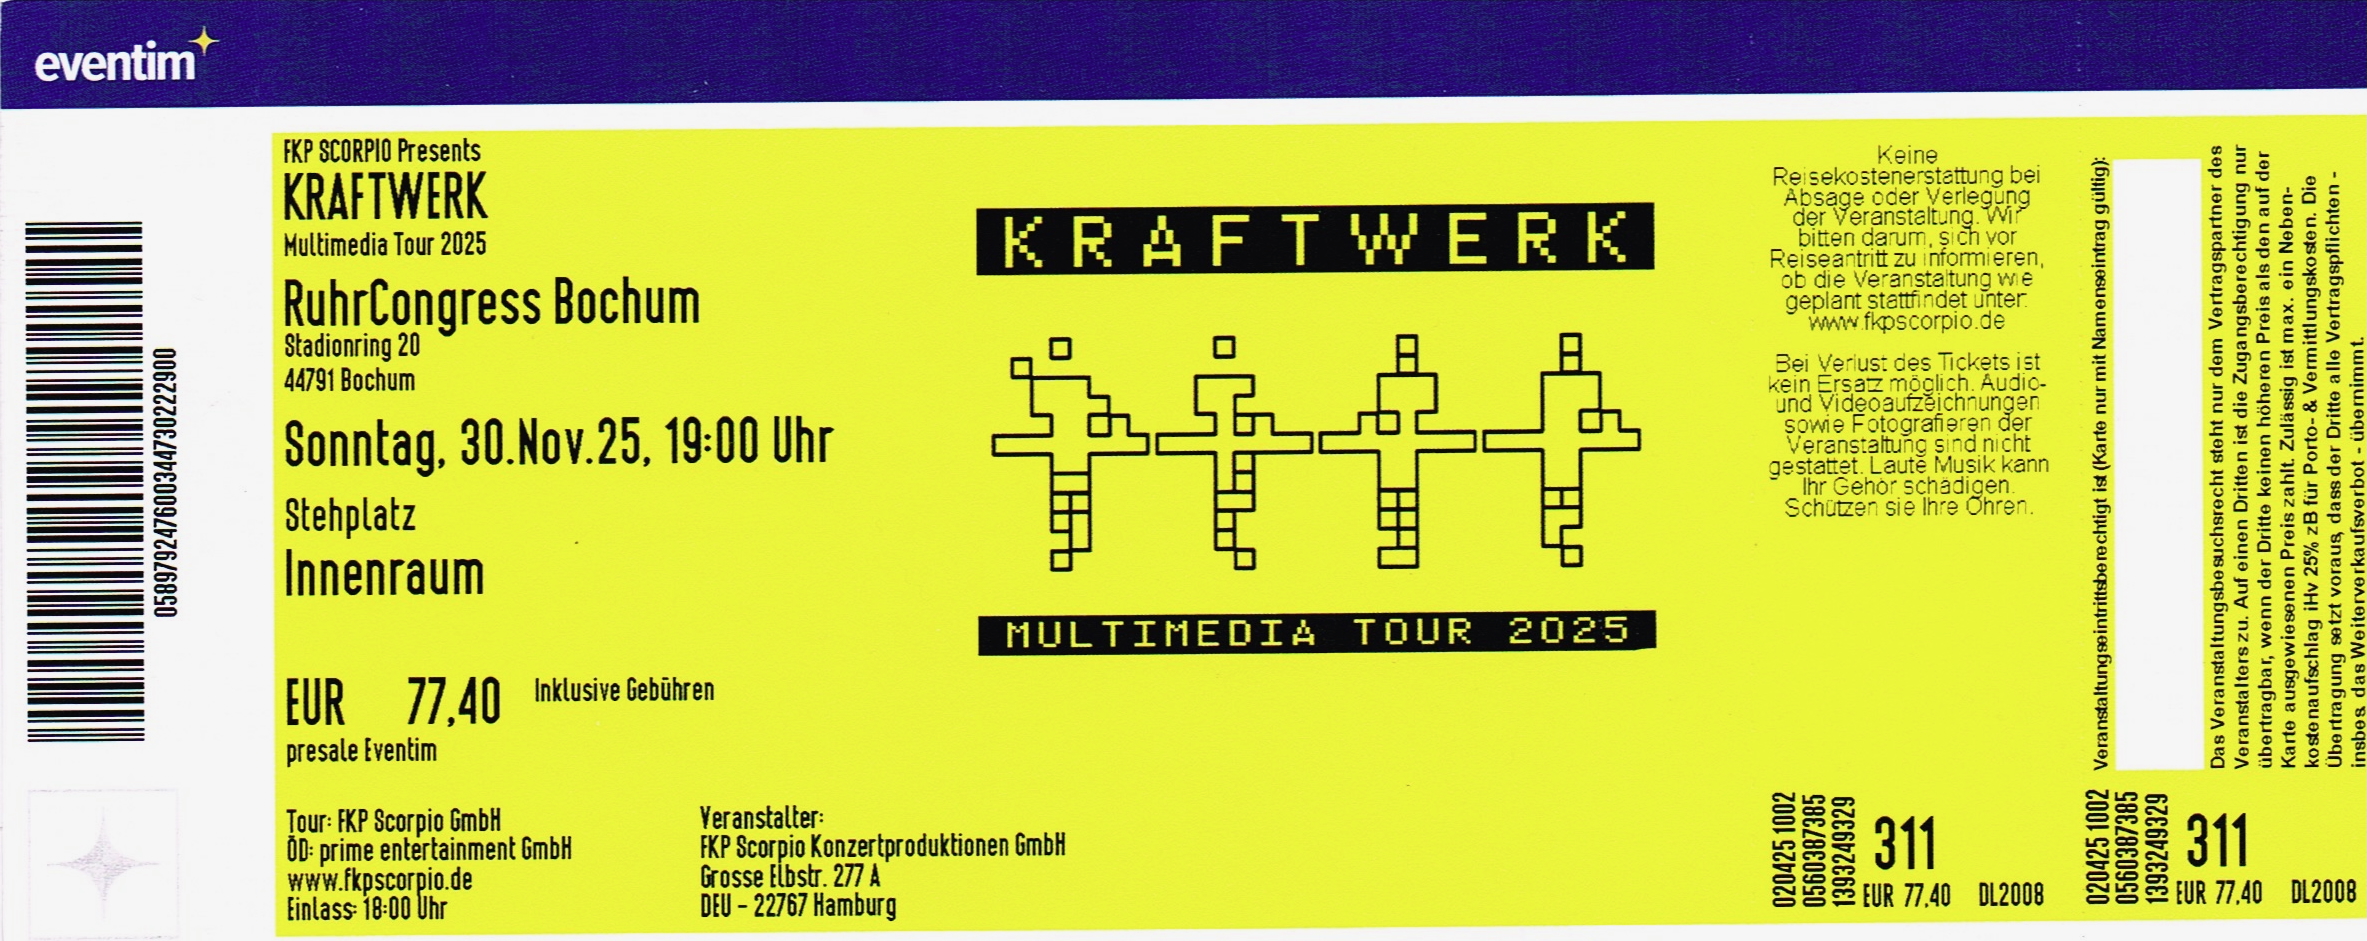 eventim
05897924760034473022290​0
FKP SCORPIO Presents
KRAFTWERK
Multimedia Tour 2025
RuhrCongress Bochum
Stadionring 20
44791 Bochum
Sonntag, 30.Nov.25, 19:00 Uhr
Stehplatz
Innenraum
EUR 77,40 Inklusive Gebühren
presale Eventim
Tour: FKP Scorpio GmbH
ÖD: prime entertainment GmbH
www.fkpscorpio.de
Einlass: 18:00 Uhr
Veranstalter:
FKP Scorpio Konzertproduktionen GmbH
Grosse Elbstr. 277 A
DEU - 22767 Hamburg
KRAFTWERK
MULTIMEDIA TOUR 2025
Keine
Reisekostenerstattung bei
Absage oder Verlegung
der Veranstaltung. Wir
bitten darum, sich vor
Reiseantritt zu informieren,
ob die Veranstaltung wie
geplant stattfindet unter:
www.fkpscorpio.de
Bei Verlust des Tickets ist
kein Ersatz möglich. Audio-
und Videoaufzeichnungen
sowie Fotografieren der
Veranstaltung sind nicht
gestattet. Laute Musik kann
Ihr Gehör schädigen.
Schützen sie Ihre Ohren.
020425 1002
0560387385
1393249329
311
EUR 77,40 DL2008
Veranstaltungseintrittsberechtigt ist (Karte nur mit Namenseintrag gültig):
Das Veranstaltungsbesuchsrecht steht nur dem Vertragspartner des
Veranstalters zu. Auf einen Dritten ist die Zugangsberechtigung nur
übertragbar, wenn der Dritte keinen höheren Preis als den auf der
Karte ausgewiesenen Preis zahlt. Zulässig ist max. ein Neben-
kostenaufschlag iHv 25% zB für Porto- & Vermittlungskosten. Die
Übertragung setzt voraus, dass der Dritte alle Vertragspflichten -
insbes. das Weiterverkaufsverbot - übernimmt.
020425 1002
0560387385
1393249329
311
EUR 77,40 DL2008